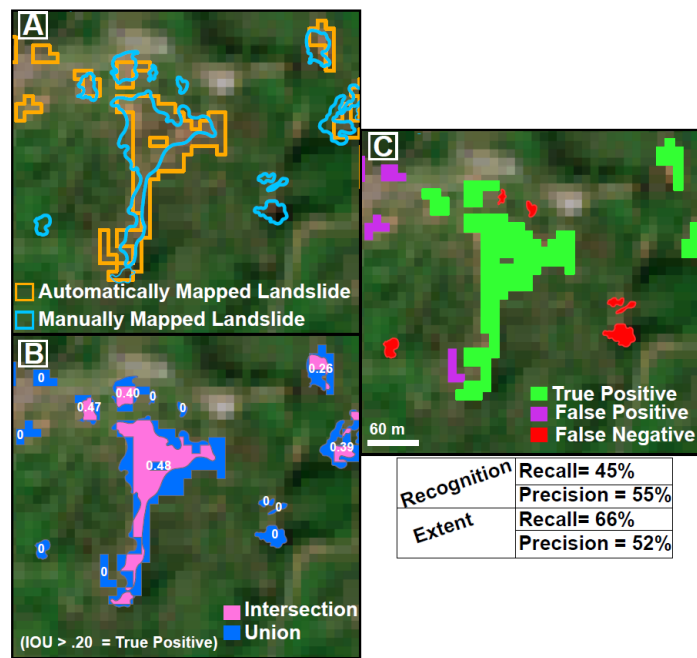 A
Automatically Mapped Landslide
Manually Mapped Landslide
B
0
0.47
0.40
0
0
0.26
0
0.48
0.39
0
0
0
0
0
Intersection
Union
(IOU > .20 = True Positive)
C
True Positive
False Positive
False Negative
60 m
Recognition
Recall= 45%
Precision = 55%
Extent
Recall= 66%
Precision = 52%